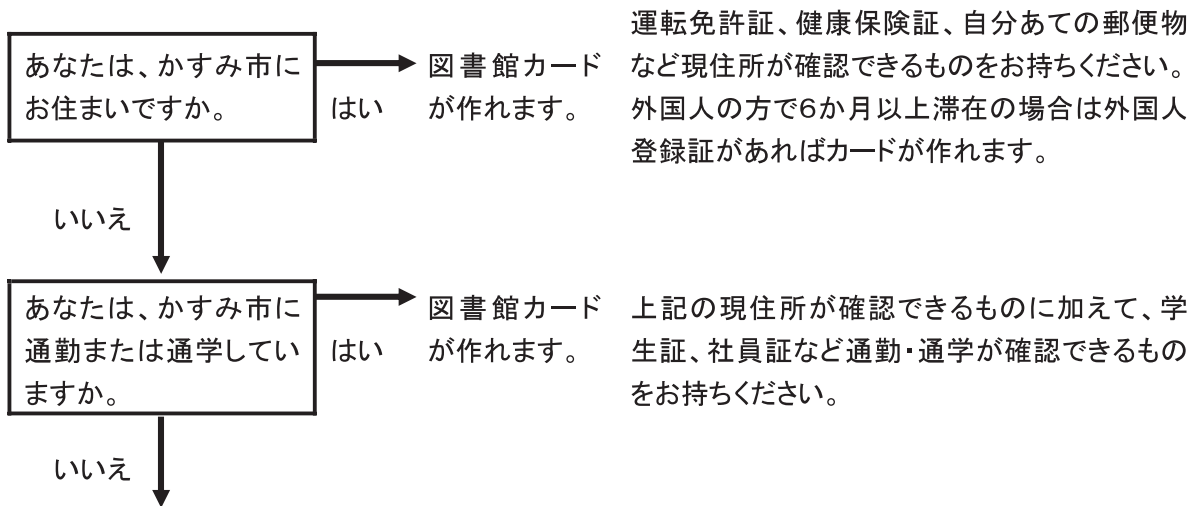 あなたは、かすみ市に
お住まいですか。
はい
図書館カード
が作れます。
運転免許証、健康保険証、自分あての郵便物
など現住所が確認できるものをお持ちください。
外国人の方で6か月以上滞在の場合は外国人
登録証があればカードが作れます。
いいえ
あなたは、かすみ市に
通勤または通学してい
ますか。
はい
図書館カード
が作れます。
上記の現住所が確認できるものに加えて、学
生証、社員証など通勤・通学が確認できるもの
をお持ちください。
いいえ